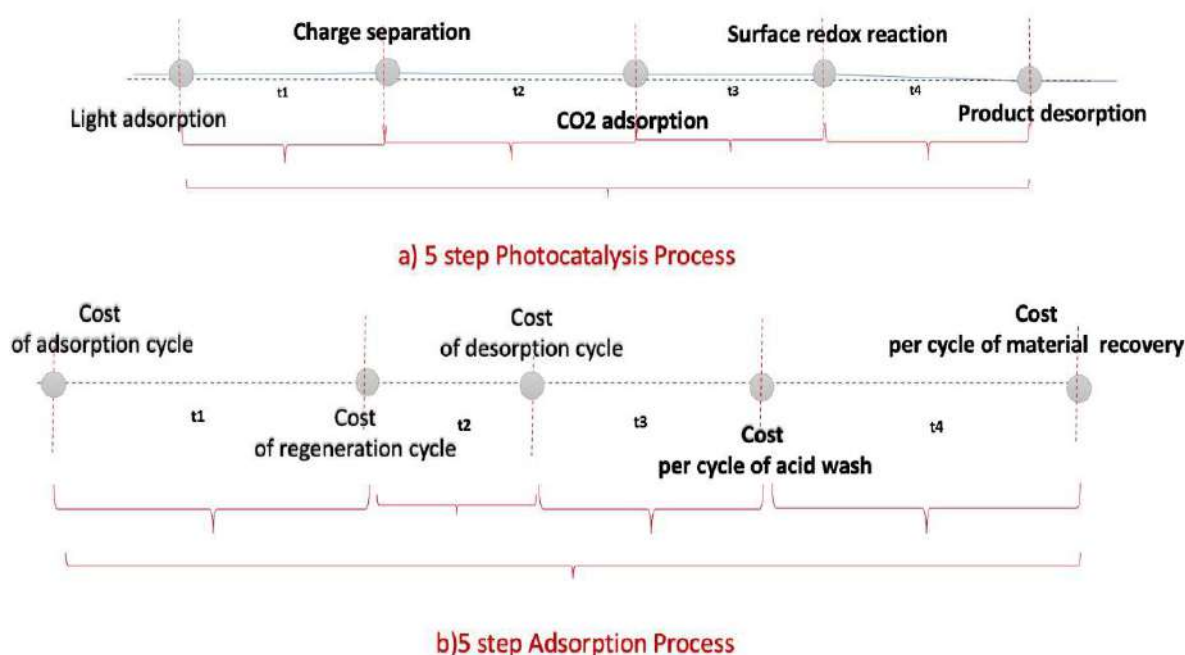 Charge separation
Surface redox reaction
t1
t2
t3
t4
Light adsorption
CO2 adsorption
Product desorption
a) 5 step Photocatalysis Process
Cost
of adsorption cycle
Cost
of desorption cycle
Cost
per cycle of material recovery
t1
t2
t3
t4
Cost
of regeneration cycle
Cost
per cycle of acid wash
b)5 step Adsorption Process